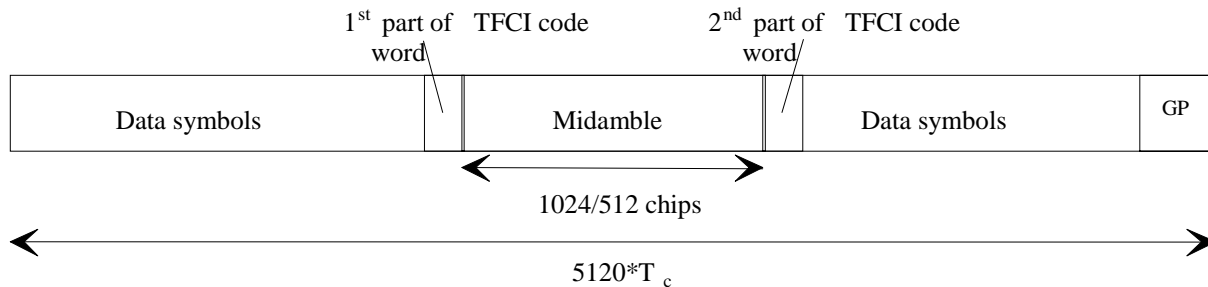 1st part of TFCI code word
2nd part of TFCI code word
Data symbols
Midamble
Data symbols
GP
1024/512 chips
5120*T c